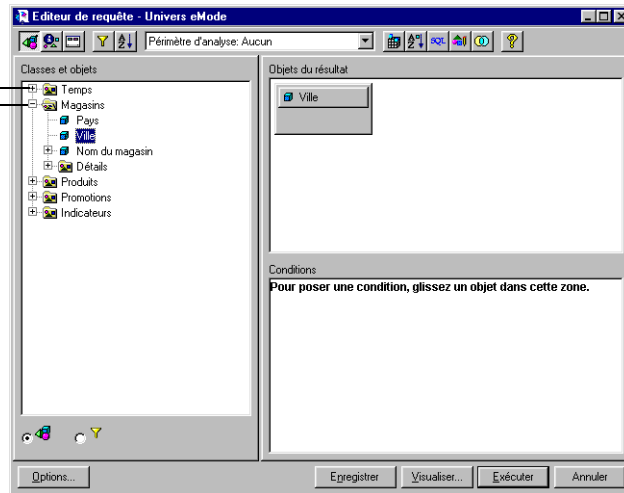 Editeur de requête - Univers eMode
Périmètre d'analyse: Aucun
SQL
Classes et objets
Temps
Magasins
Pays
Ville
Nom du magasin
Détails
Produits
Promotions
Indicateurs
Objets du résultat
Ville
Conditions
Pour poser une condition, glissez un objet dans cette zone.
Options...
Enregistrer
Visualiser...
Exécuter
Annuler